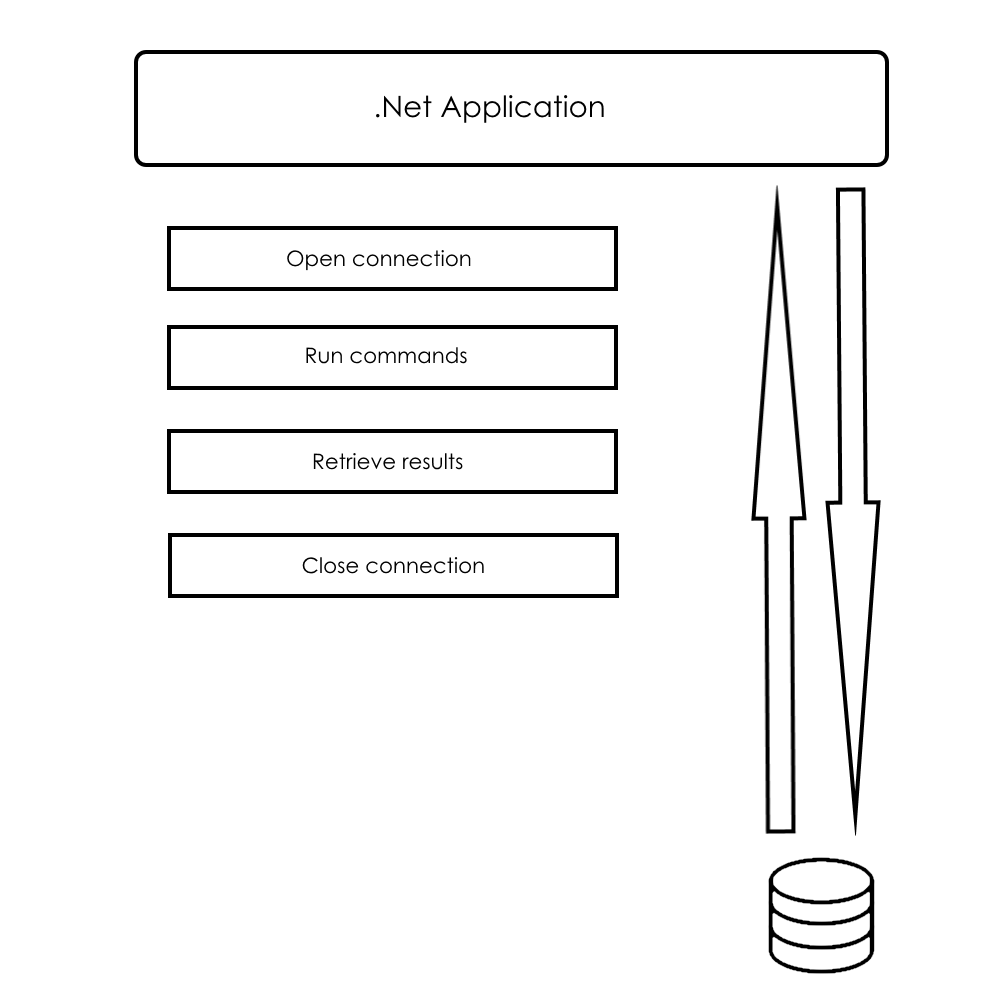 .Net Application
Open connection
Run commands
Retrieve results
Close connection